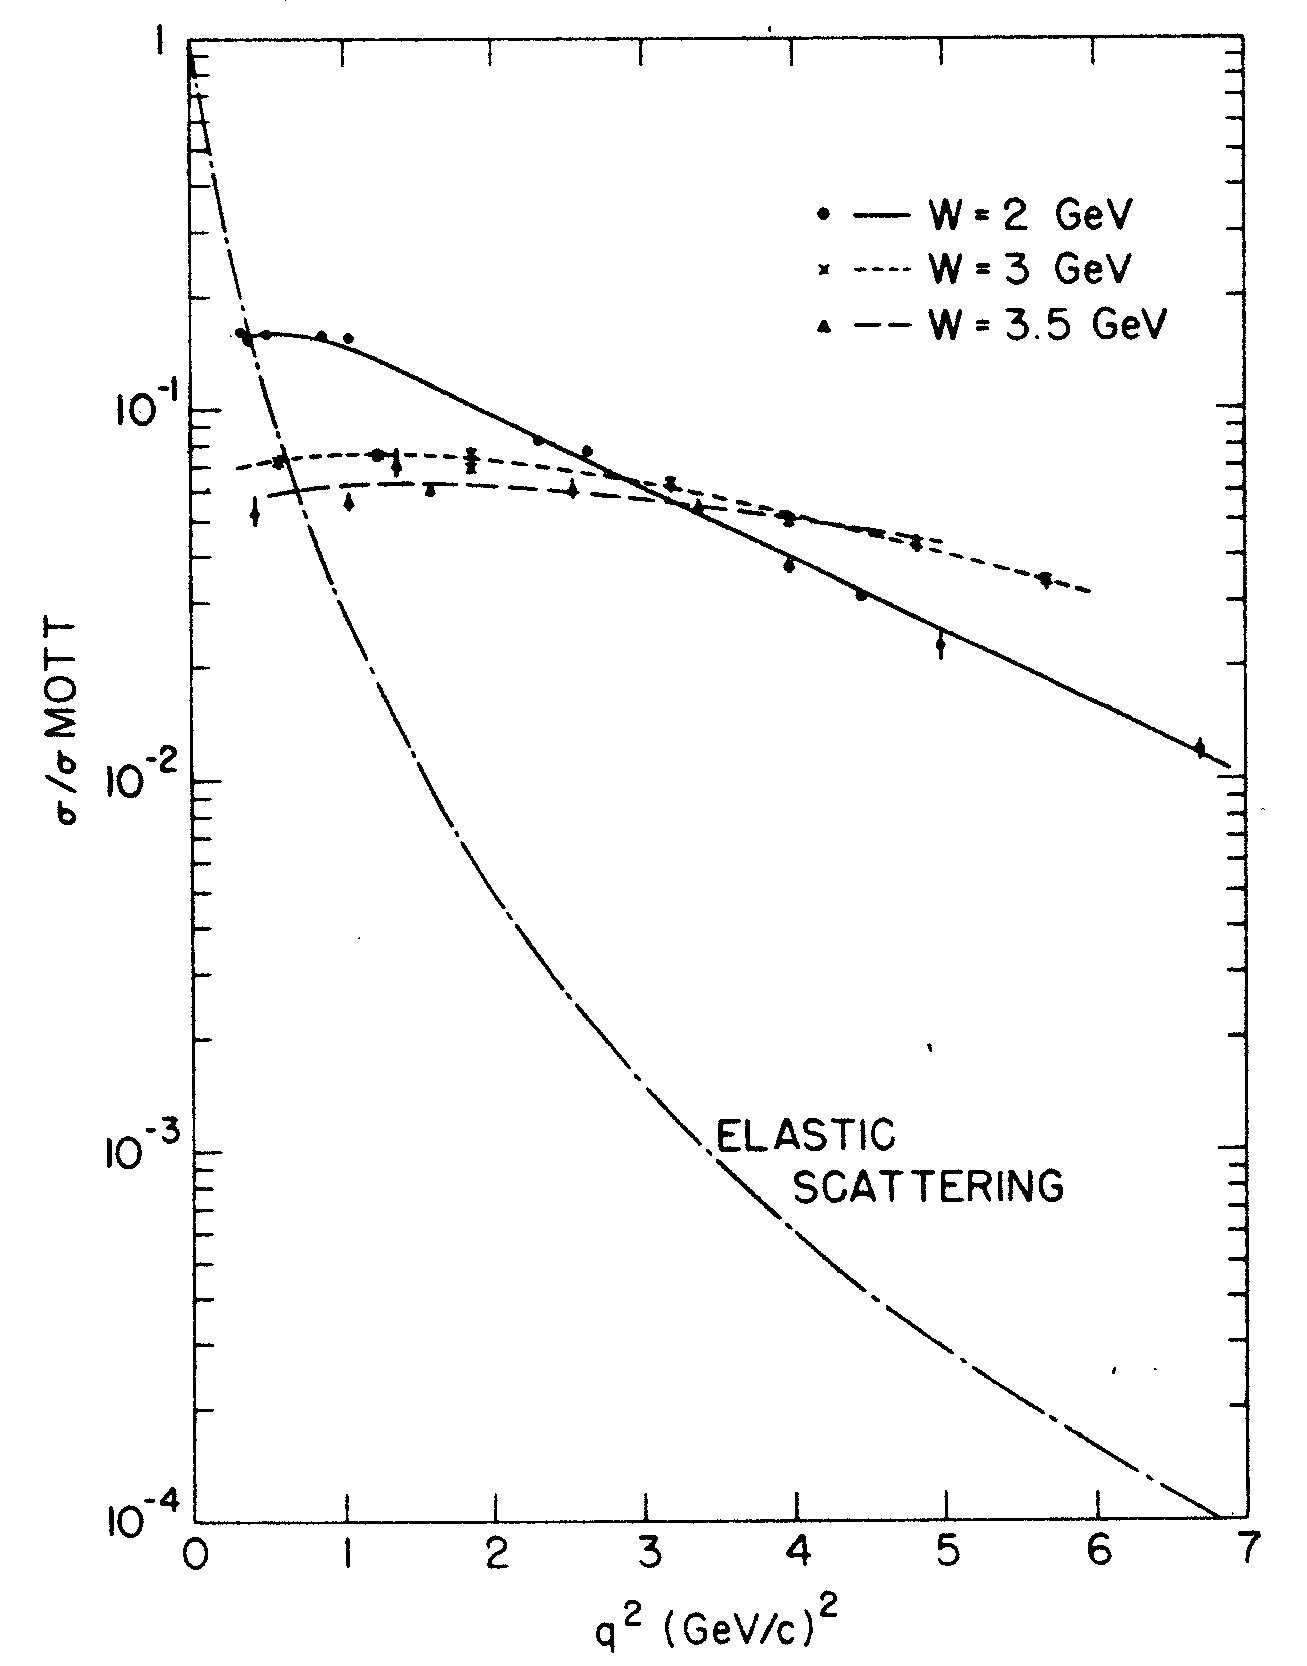 1
W = 2 GeV
W = 3 GeV
W = 3.5 GeV
10⁻¹
σ/σ MOTT
10⁻²
10⁻³
ELASTIC
SCATTERING
10⁻⁴
0 1 2 3 4 5 6 7
q² (GeV/c)²